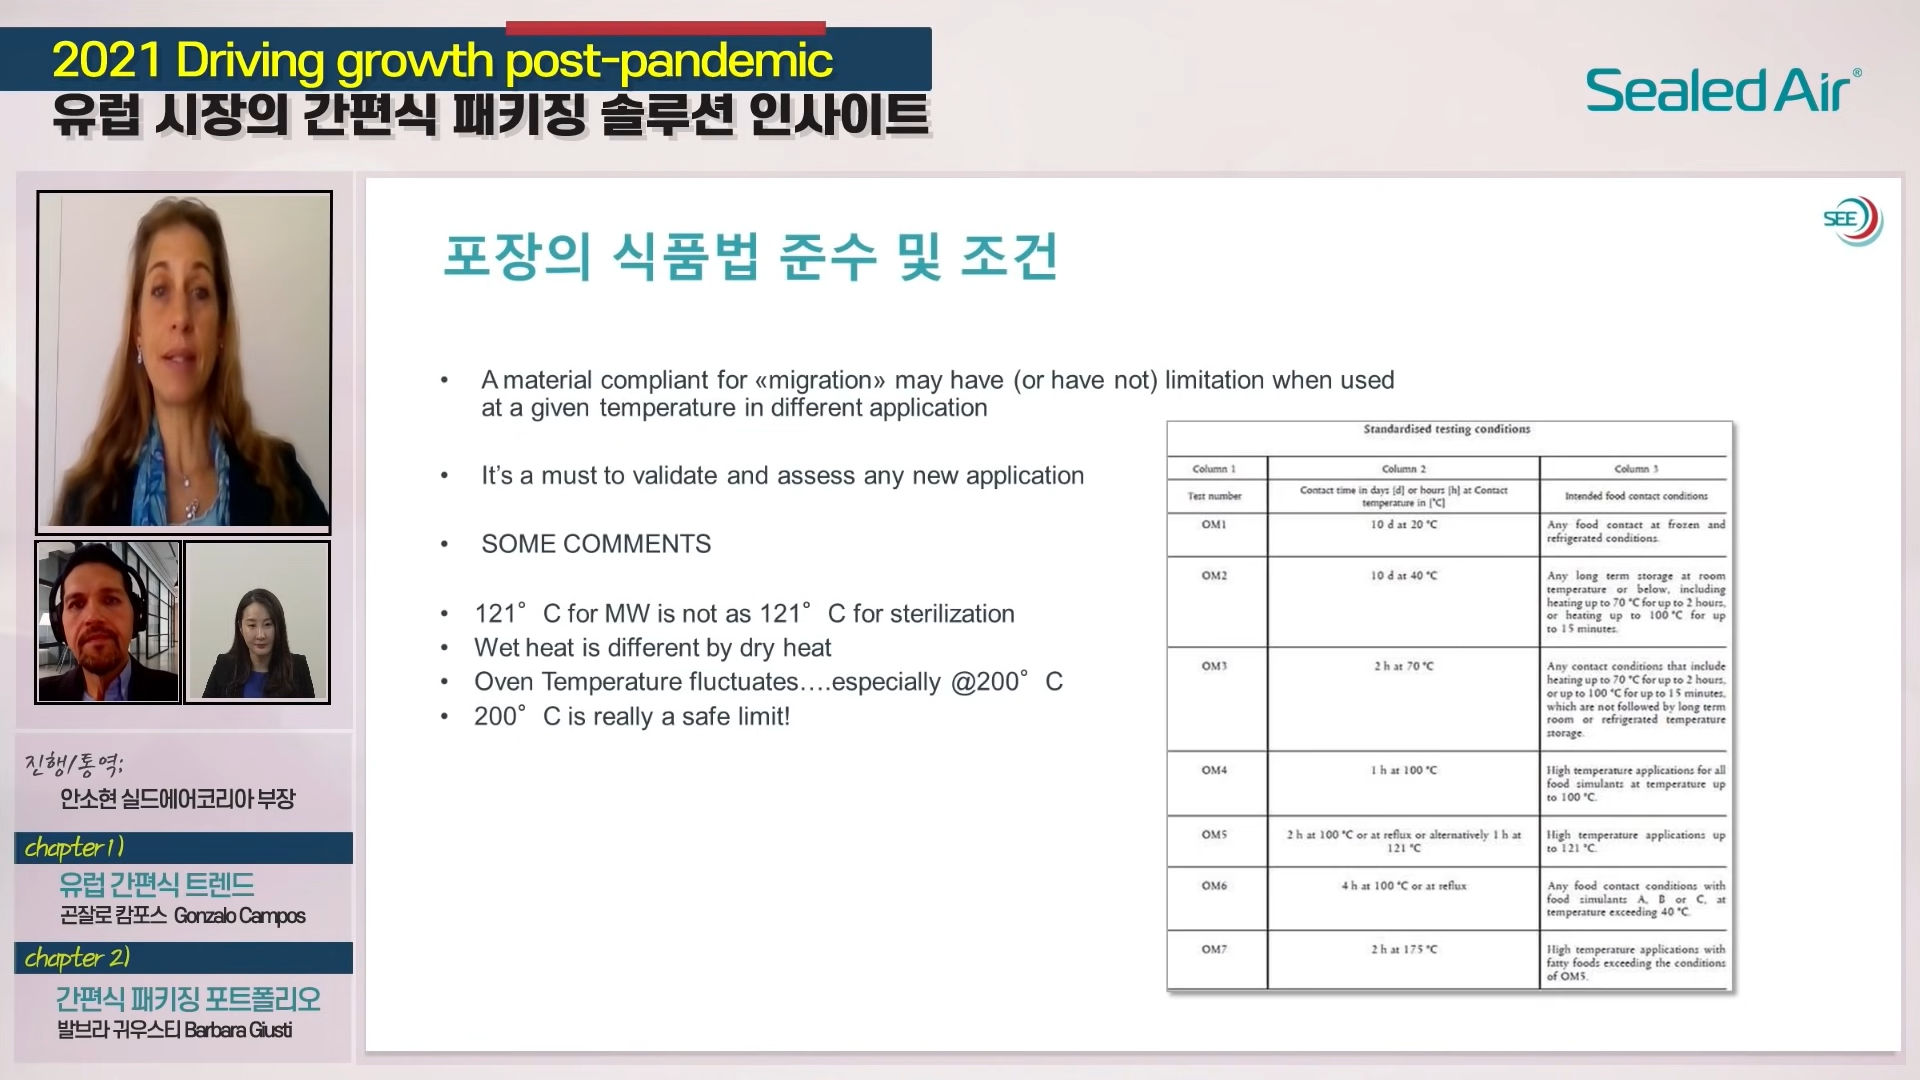 2021 Driving growth post-pandemic
유럽 시장의 간편식 패키징 솔루션 인사이트
SealedAir®
진행/통역;
안소현 실드에어코리아 부장
chapter 1)
유럽 간편식 트렌드
곤잘로 캄포스 Gonzalo Campos
chapter 2)
간편식 패키징 포트폴리오
발브라 귀우스티 Barbara Giusti
SEE
포장의 식품법 준수 및 조건
• A material compliant for «migration» may have (or have not) limitation when used
at a given temperature in different application
• It's a must to validate and assess any new application
• SOME COMMENTS
• 121° C for MW is not as 121° C for sterilization
• Wet heat is different by dry heat
• Oven Temperature fluctuates….especially @200° C
• 200° C is really a safe limit!
Standardised testing conditions
Column 1 Column 2 Column 3
Test number
Contact time in days [d] or hours [h] at Contact
temperature in [°C]
Intended food contact conditions
OM1 10 d at 20 °C
Any food contact at frozen and
refrigerated conditions.
OM2 10 d at 40 °C
Any long term storage at room
temperature or below, including
heating up to 70 °C for up to 2 hours,
or heating up to 100 °C for up
to 15 minutes.
OM3 2 h at 70 °C
Any contact conditions that include
heating up to 70 °C for up to 2 hours,
or up to 100 °C for up to 15 minutes,
which are not followed by long term
room or refrigerated temperature
storage.
OM4 1 h at 100 °C
High temperature applications for all
food simulants at temperature up
to 100 °C.
OM5
2 h at 100 °C or at reflux or alternatively 1 h at
121 °C
High temperature applications up
to 121 °C.
OM6 4 h at 100 °C or at reflux
Any food contact conditions with
food simulants A, B or C, at
temperature exceeding 40 °C.
OM7 2 h at 175 °C
High temperature applications with
fatty foods exceeding the conditions
of OM5.